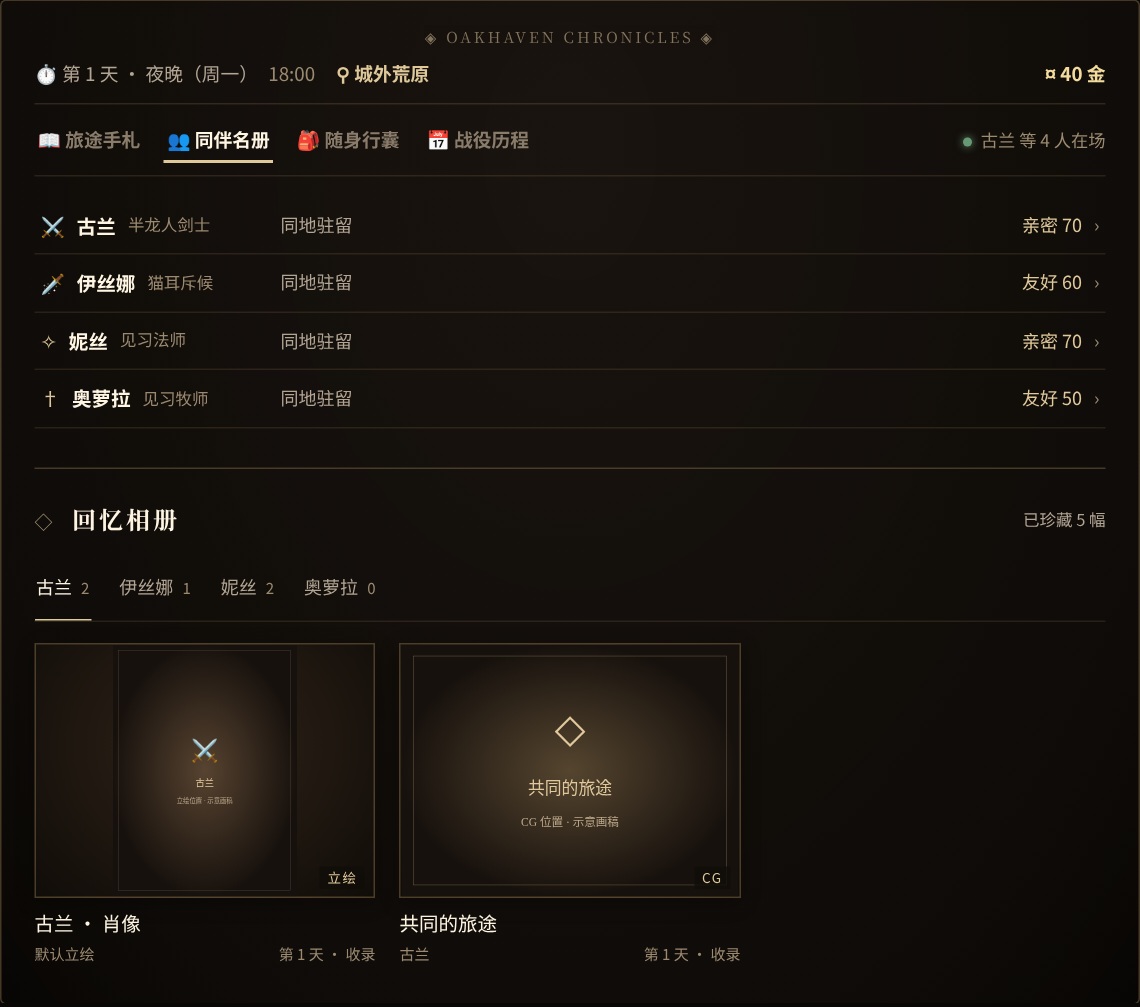 ◈ OAKHAVEN CHRONICLES ◈
⏱️ 第 1 天 · 夜晚（周一） 18:00 ⚲ 城外荒原 ¤ 40 金
📖 旅途手札 👥 同伴名册 🎒 随身行囊 📅 战役历程 ● 古兰 等 4 人在场
⚔️ 古兰 半龙人剑士 同地驻留 亲密 70 ›
🗡️ 伊丝娜 猫耳斥候 同地驻留 友好 60 ›
✧ 妮丝 见习法师 同地驻留 亲密 70 ›
† 奥萝拉 见习牧师 同地驻留 友好 50 ›
◇ 回忆相册 已珍藏 5 幅
古兰 2 伊丝娜 1 妮丝 2 奥萝拉 0
⚔️
古兰
立绘位置 · 示意画稿
立绘
◇
共同的旅途
CG 位置 · 示意画稿
CG
古兰 · 肖像
默认立绘 第 1 天 · 收录
共同的旅途
古兰 第 1 天 · 收录